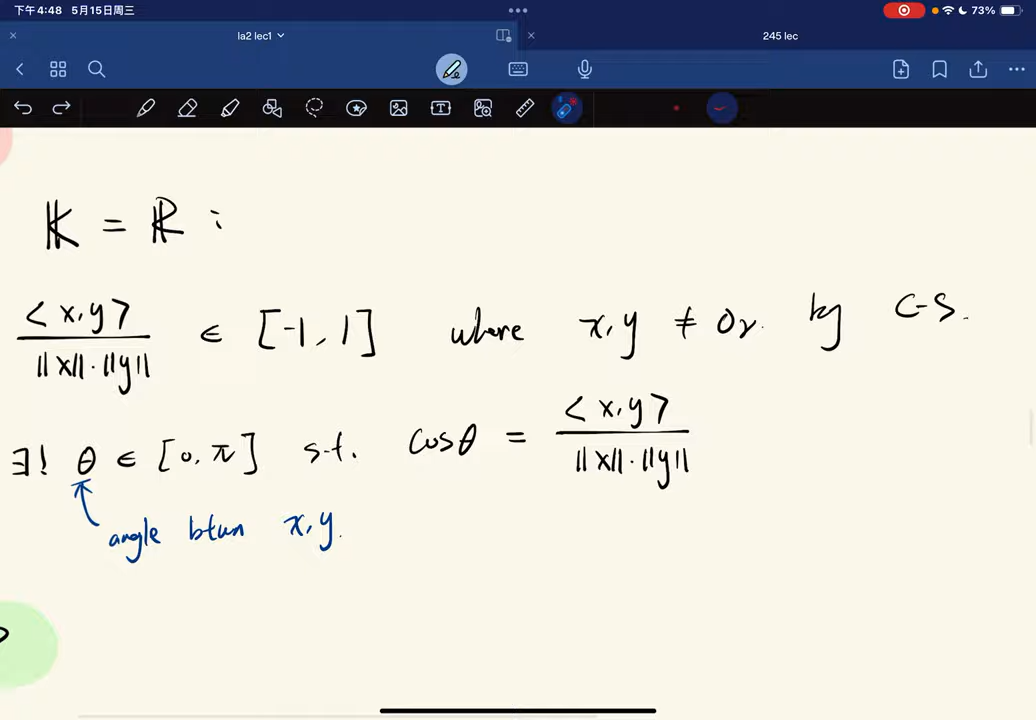 下午4:48 5月15日周三 73%
la2 lec1 245 lec
𝕂 = ℝ :
<x,y> / ||x||·||y|| ∈ [-1, 1] where x,y ≠ 0ᵥ. by C-S.
∃! θ ∈ [0, π] s.t. cosθ = <x,y> / ||x||·||y||
angle btwn x,y.